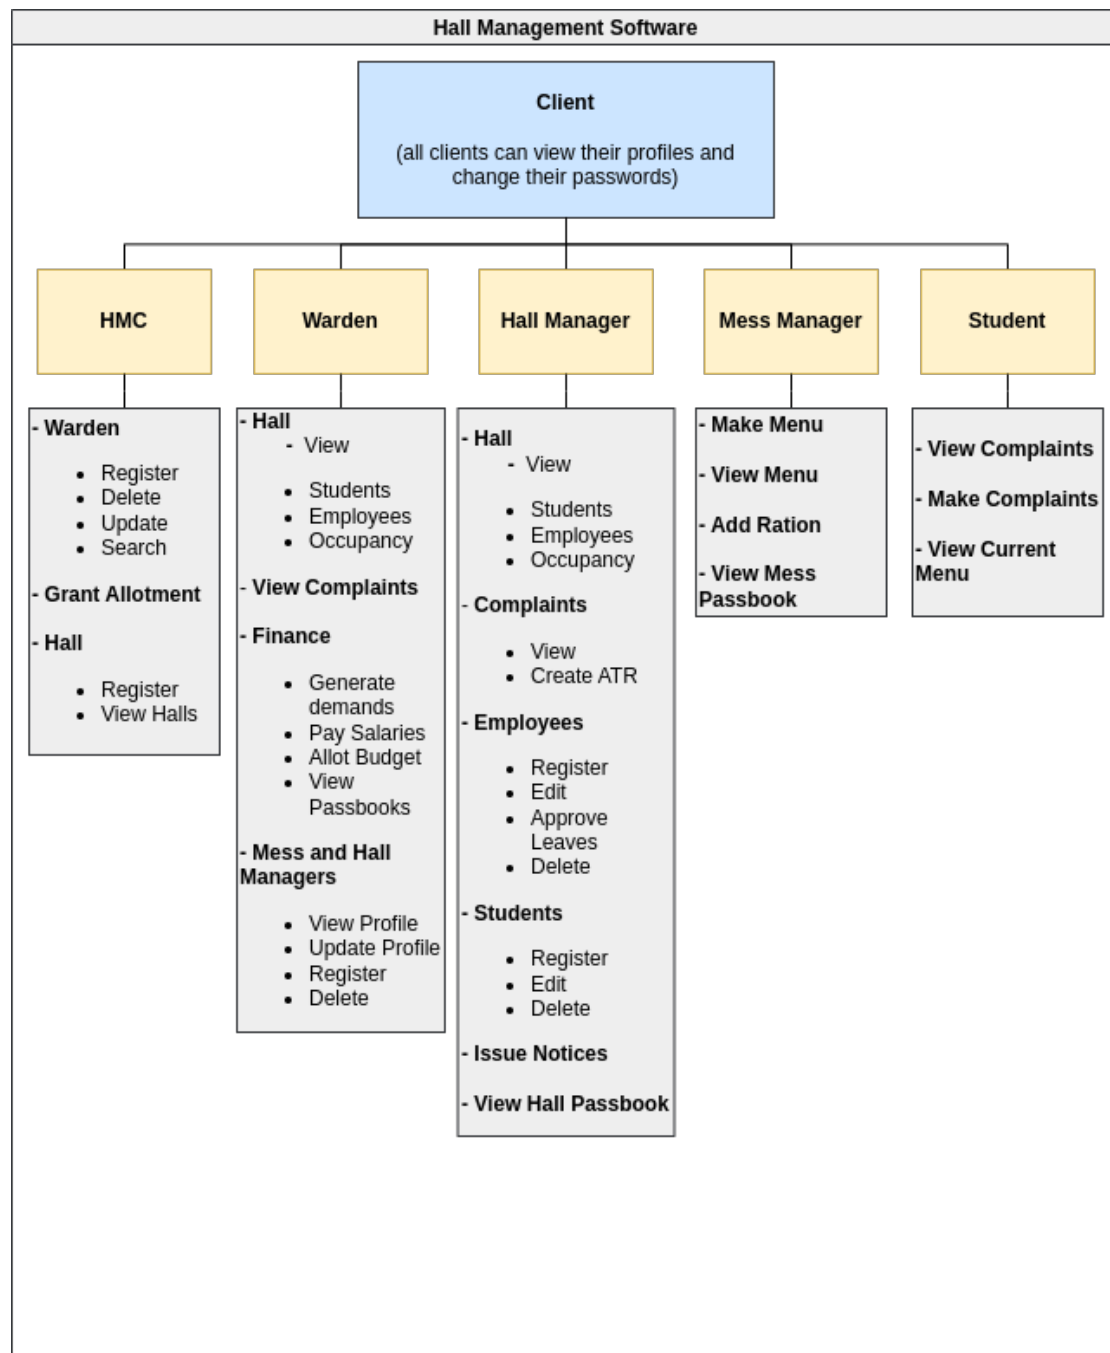 Hall Management Software
Client
(all clients can view their profiles and
change their passwords)
HMC
Warden
Hall Manager
Mess Manager
Student
- Warden
• Register
• Delete
• Update
• Search
- Grant Allotment
- Hall
• Register
• View Halls
- Hall
- View
• Students
• Employees
• Occupancy
- View Complaints
- Finance
• Generate
demands
• Pay Salaries
• Allot Budget
• View
Passbooks
- Mess and Hall
Managers
• View Profile
• Update Profile
• Register
• Delete
- Hall
- View
• Students
• Employees
• Occupancy
- Complaints
• View
• Create ATR
- Employees
• Register
• Edit
• Approve
Leaves
• Delete
- Students
• Register
• Edit
• Delete
- Issue Notices
- View Hall Passbook
- Make Menu
- View Menu
- Add Ration
- View Mess
Passbook
- View Complaints
- Make Complaints
- View Current
Menu